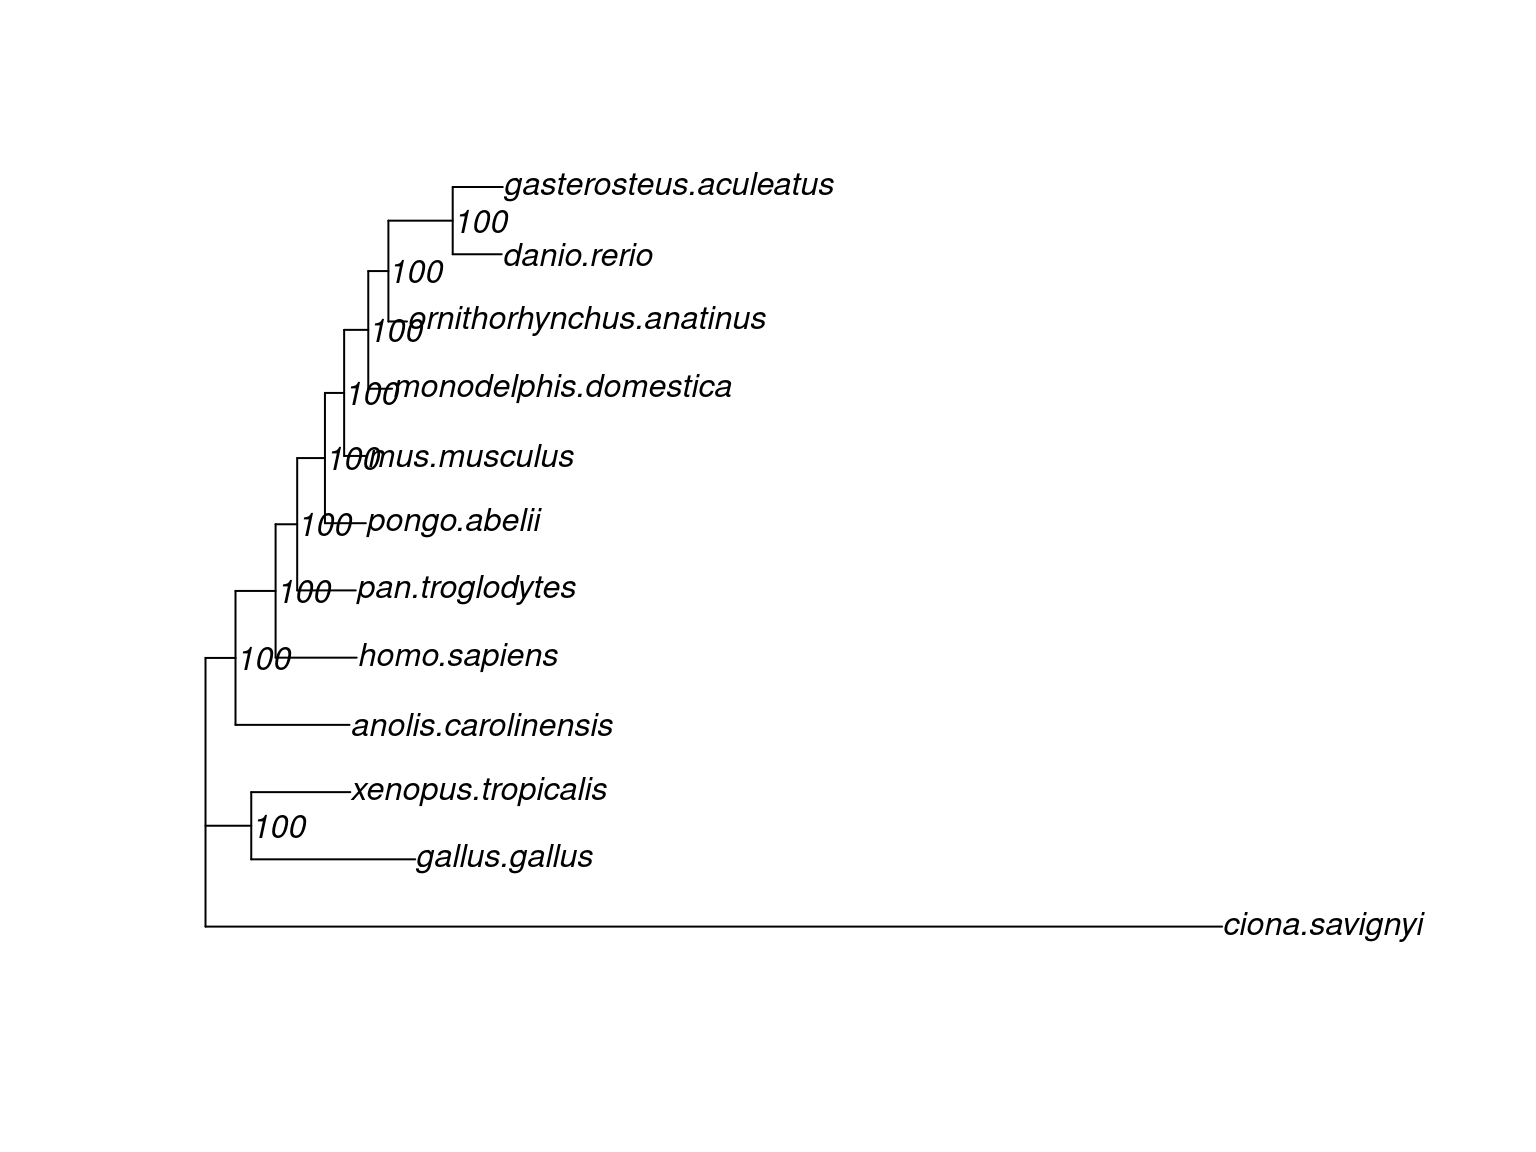 gasterosteus.aculeatus
100
danio.rerio
100
ornithorhynchus.anatinus
100
monodelphis.domestica
100
mus.musculus
100
pongo.abelii
100
pan.troglodytes
100
homo.sapiens
100
anolis.carolinensis
xenopus.tropicalis
100
gallus.gallus
ciona.savignyi